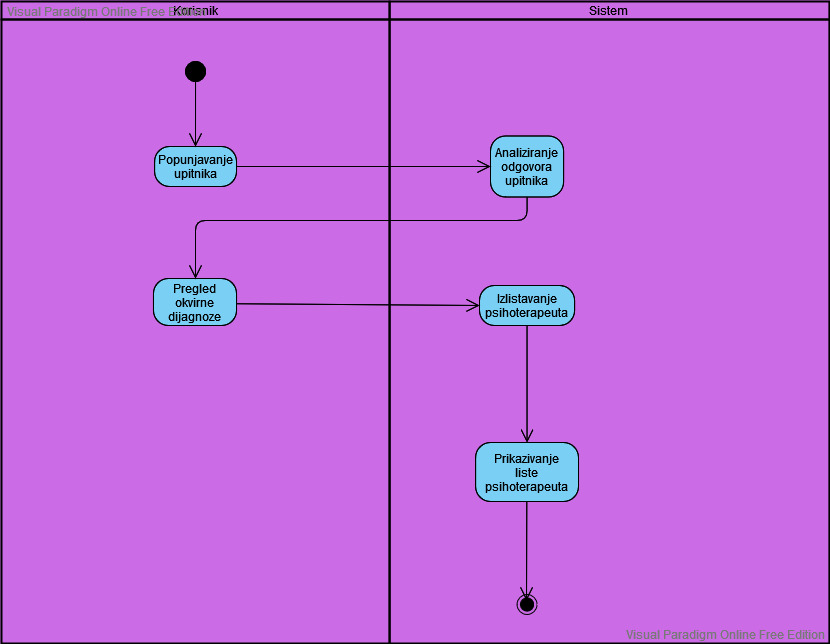 Visual Paradigm Online Free Edition
Korisnik
Sistem
Popunjavanje
upitnika
Analiziranje
odgovora
upitnika
Pregled
okvirne
dijagnoze
Izlistavanje
psihoterapeuta
Prikazivanje
liste
psihoterapeuta
Visual Paradigm Online Free Edition